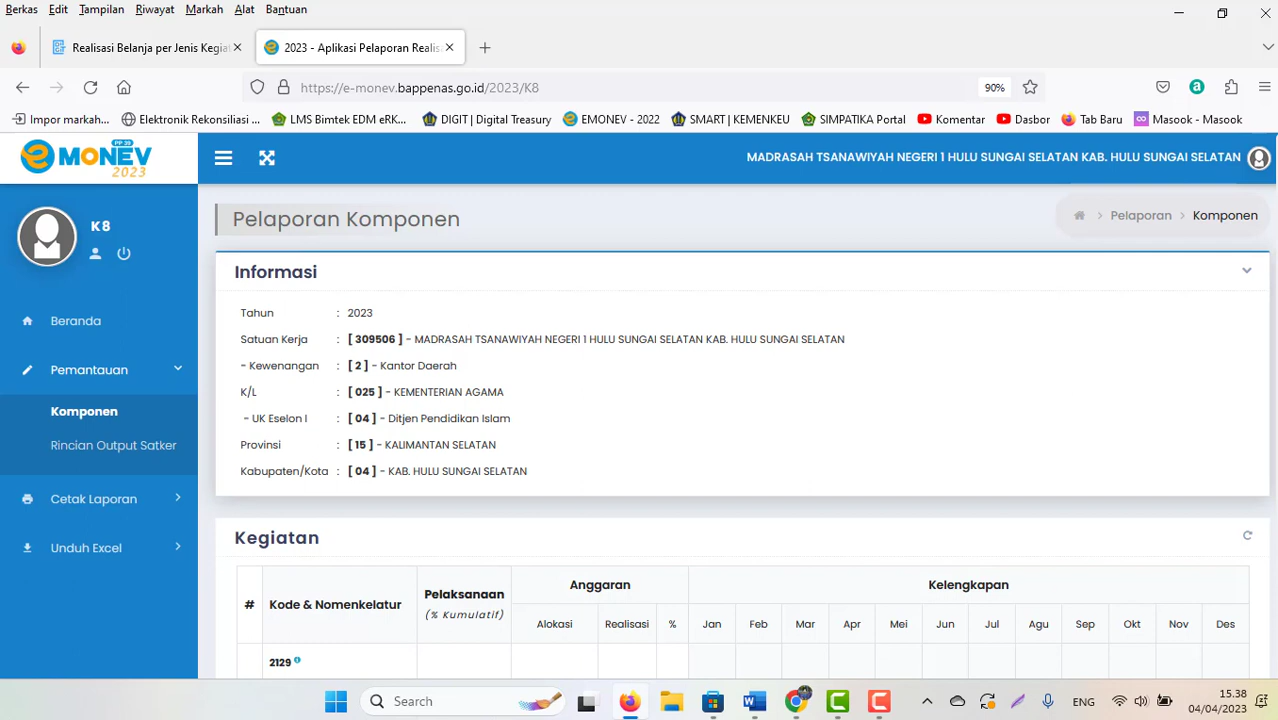 Berkas Edit Tampilan Riwayat Markah Alat Bantuan
Realisasi Belanja per Jenis Kegia
2023 - Aplikasi Pelaporan Realis
https://e-monev.bappenas.go.id/2023/K8
90%
Impor markah...
Elektronik Rekonsiliasi ...
LMS Bimtek EDM eRK...
DIGIT | Digital Treasury
EMONEV - 2022
SMART | KEMENKEU
SIMPATIKA Portal
Komentar
Dasbor
Tab Baru
Masook - Masook
PP 39
eMONEV
2023
MADRASAH TSANAWIYAH NEGERI 1 HULU SUNGAI SELATAN KAB. HULU SUNGAI SELATAN
K8
Beranda
Pemantauan
Komponen
Rincian Output Satker
Cetak Laporan
Unduh Excel
Pelaporan Komponen
Pelaporan > Komponen
Informasi
Tahun : 2023
Satuan Kerja : [ 309506 ] - MADRASAH TSANAWIYAH NEGERI 1 HULU SUNGAI SELATAN KAB. HULU SUNGAI SELATAN
- Kewenangan : [ 2 ] - Kantor Daerah
K/L : [ 025 ] - KEMENTERIAN AGAMA
- UK Eselon I : [ 04 ] - Ditjen Pendidikan Islam
Provinsi : [ 15 ] - KALIMANTAN SELATAN
Kabupaten/Kota : [ 04 ] - KAB. HULU SUNGAI SELATAN
Kegiatan
# Kode & Nomenkelatur
Pelaksanaan
(% Kumulatif)
Anggaran
Kelengkapan
Alokasi Realisasi % Jan Feb Mar Apr Mei Jun Jul Agu Sep Okt Nov Des
2129
Search
ENG
15.38
04/04/2023